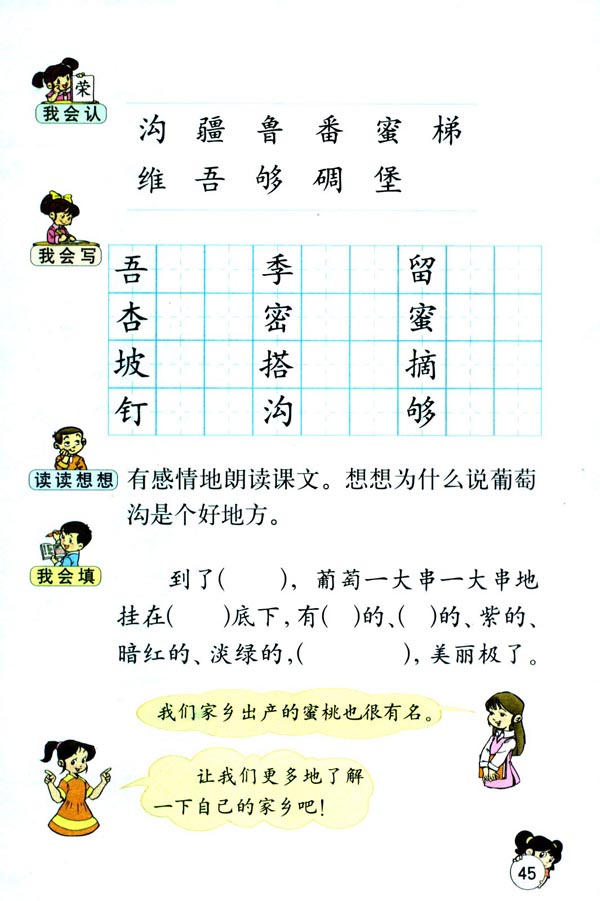 荣
我会认
沟 疆 鲁 番 蜜 梯
维 吾 够 碉 堡
我会写
吾 季 留
杏 密 蜜
坡 搭 摘
钉 沟 够
读读想想
有感情地朗读课文。想想为什么说葡萄
沟是个好地方。
我会填
到了( ),葡萄一大串一大串地
挂在( )底下,有( )的、( )的、紫的、
暗红的、淡绿的,( ),美丽极了。
我们家乡出产的蜜桃也很有名。
让我们更多地了解
一下自己的家乡吧!
45